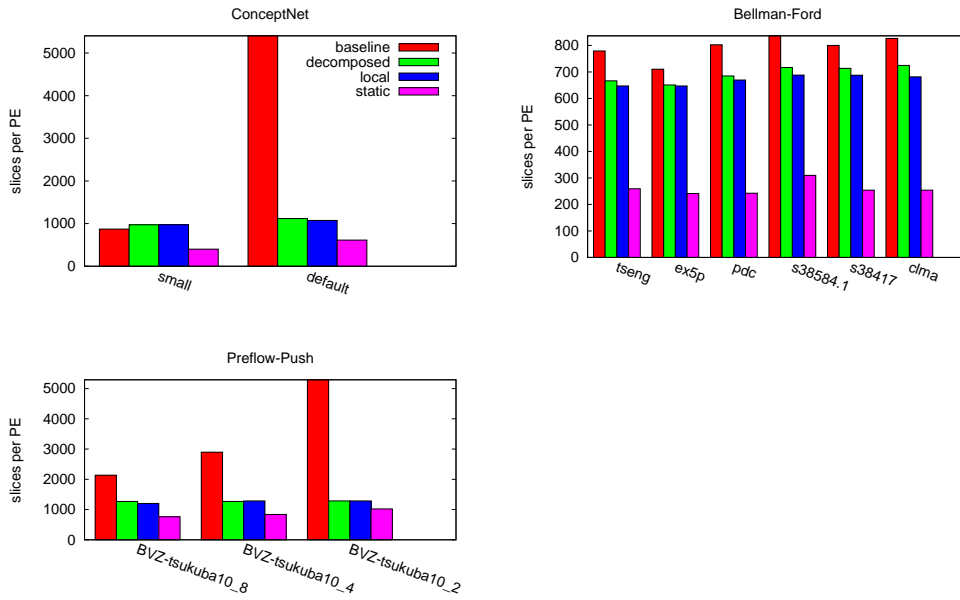 ConceptNet
slices per PE
5000
4000
3000
2000
1000
0
baseline
decomposed
local
static
small
default
Bellman-Ford
slices per PE
800
700
600
500
400
300
200
100
0
tseng
ex5p
pdc
s38584.1
s38417
clma
Preflow-Push
slices per PE
5000
4000
3000
2000
1000
0
BVZ-tsukuba10_8
BVZ-tsukuba10_4
BVZ-tsukuba10_2